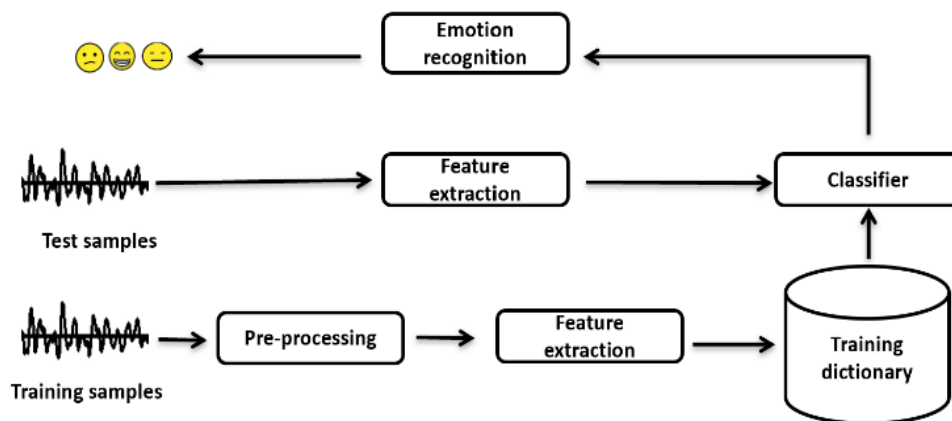 Emotion
recognition
Feature
extraction
Classifier
Test samples
Pre-processing
Feature
extraction
Training
dictionary
Training samples